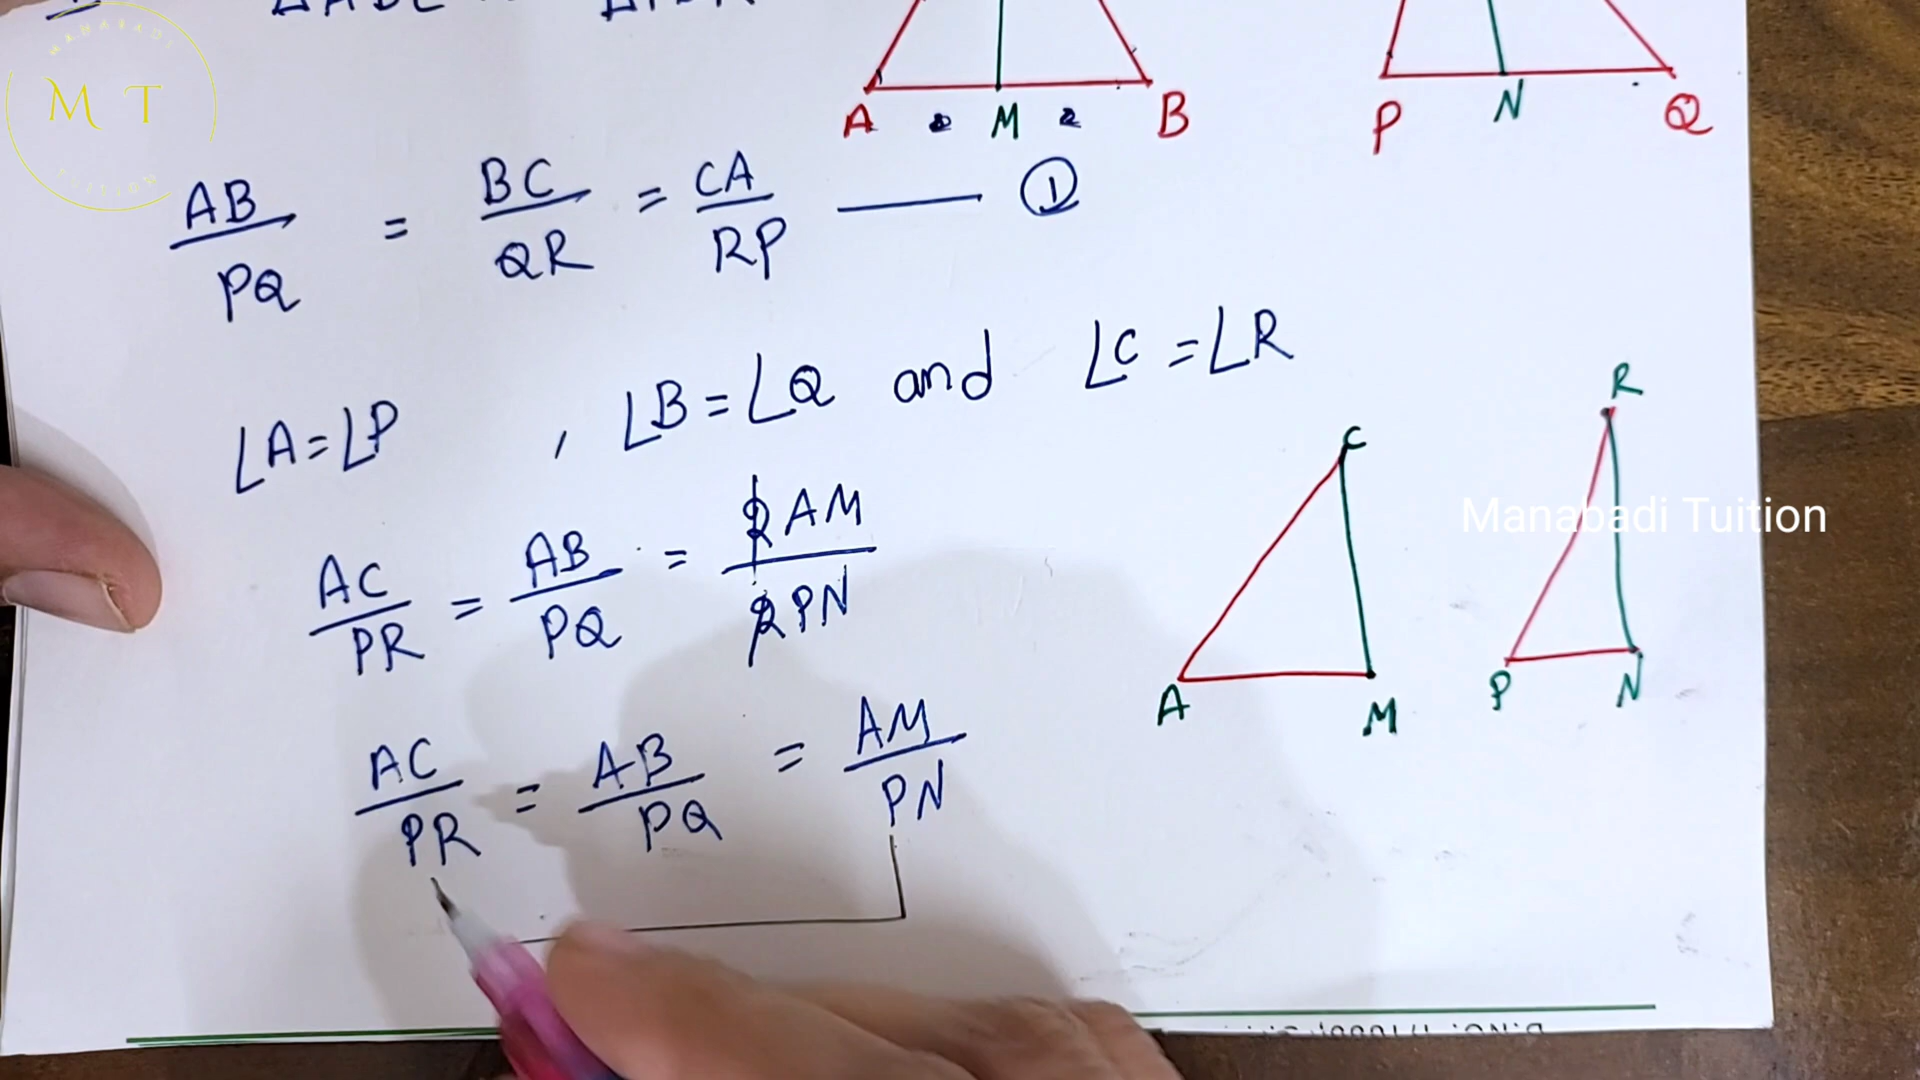 M T
A M B
P N Q
AB/PQ = BC/QR = CA/RP —— ①
∠A=∠P , ∠B=∠Q and ∠C=∠R
R
C
AC/PR = AB/PQ = 2AM/2PN
Manabadi Tuition
A M P N
AC/PR = AB/PQ = AM/PN